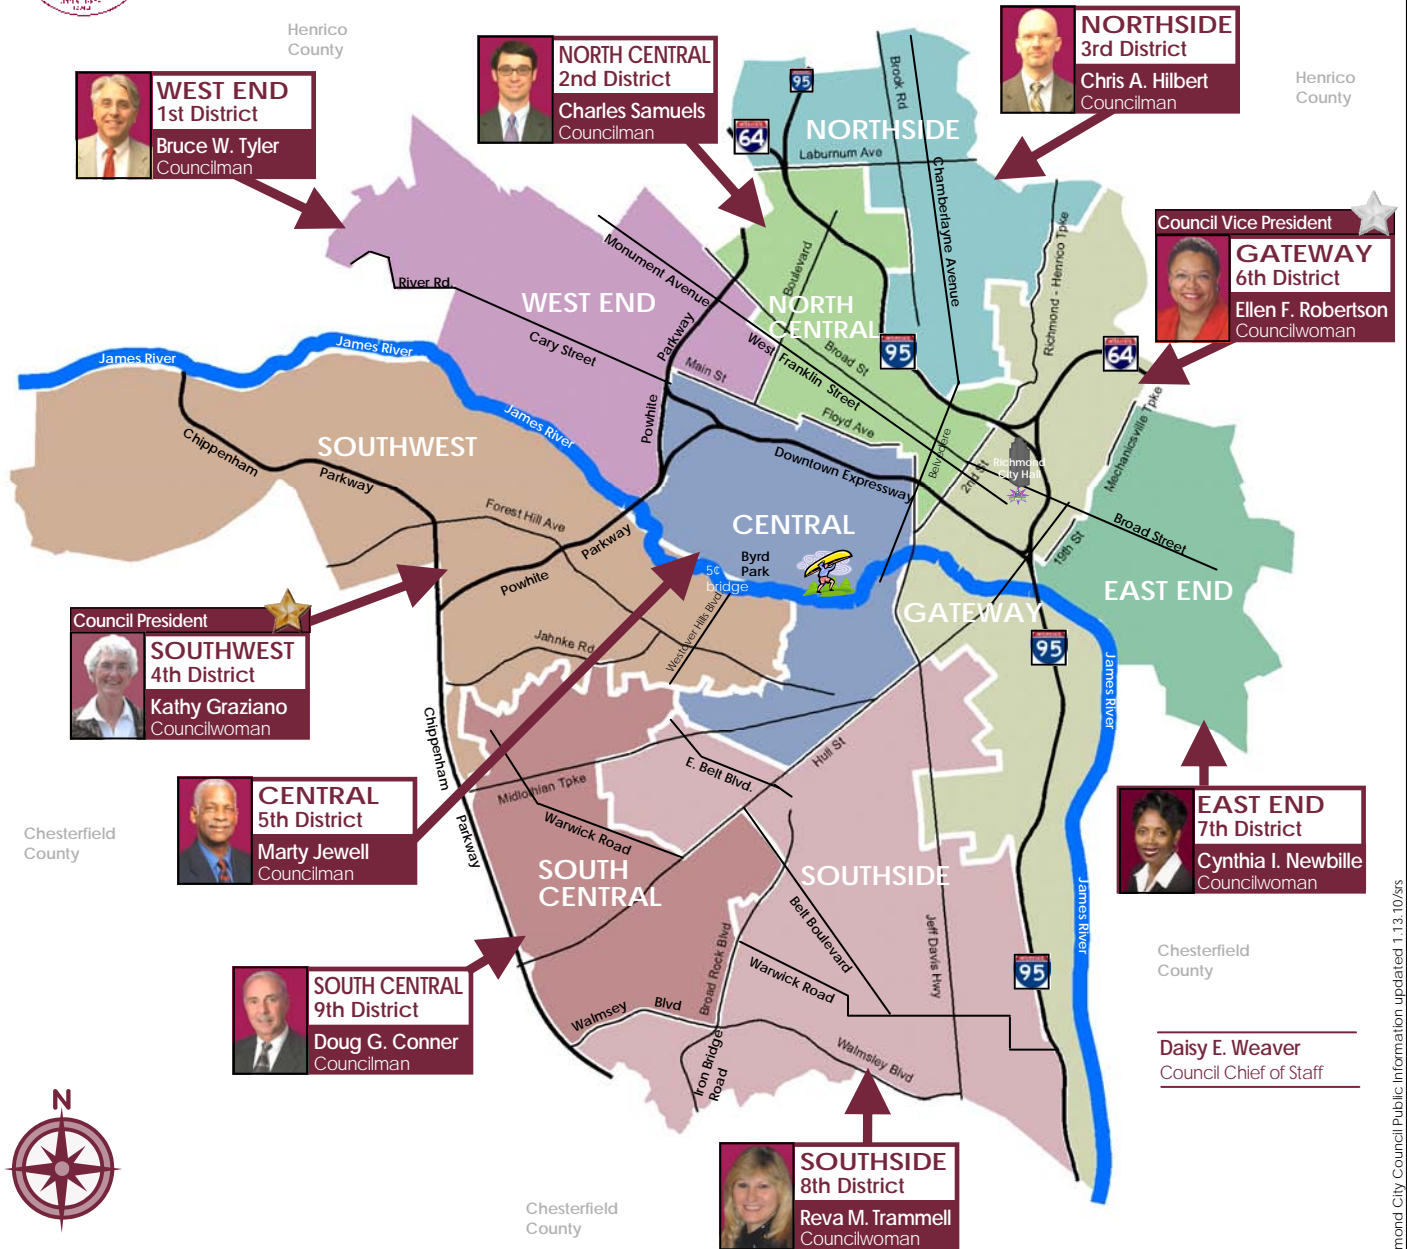 Henrico
County
NORTHSIDE
3rd District
Chris A. Hilbert
Councilman
NORTH CENTRAL
2nd District
Charles Samuels
Councilman
Henrico
County
WEST END
1st District
Bruce W. Tyler
Councilman
95
64
Brook Rd
NORTHSIDE
Laburnum Ave
Chamberlayne Avenue
Council Vice President
GATEWAY
6th District
Ellen F. Robertson
Councilwoman
Richmond - Henrico Tpke
Monument Avenue
Boulevard
River Rd.
WEST END
NORTH
CENTRAL
Parkway
Cary Street
West Franklin Street
Broad St
95
64
James River
James River
Main St
Mechanicsville Tpke
James River
Powhite
Floyd Ave
Belvedere
SOUTHWEST
Chippenham
Parkway
Downtown Expressway
2nd St
Richmond
City Hall
Forest Hill Ave
CENTRAL
Broad Street
19th St
Parkway
Byrd
Park
5¢
bridge
Powhite
EAST END
GATEWAY
Westover Hills Blvd
Jahnke Rd
95
James River
Council President
SOUTHWEST
4th District
Kathy Graziano
Councilwoman
Chippenham
Hull St
E. Belt Blvd.
Midlothian Tpke
CENTRAL
5th District
Marty Jewell
Councilman
Chesterfield
County
Parkway
Warwick Road
SOUTH
CENTRAL
SOUTHSIDE
EAST END
7th District
Cynthia I. Newbille
Councilwoman
James River
Belt Boulevard
Jeff Davis Hwy
Broad Rock Blvd
Warwick Road
95
Chesterfield
County
SOUTH CENTRAL
9th District
Doug G. Conner
Councilman
Walmsey Blvd
Iron Bridge
Road
Walmsley Blvd
Daisy E. Weaver
Council Chief of Staff
N
SOUTHSIDE
8th District
Reva M. Trammell
Councilwoman
Chesterfield
County
mond City Council Public Information updated 1.13.10/srs